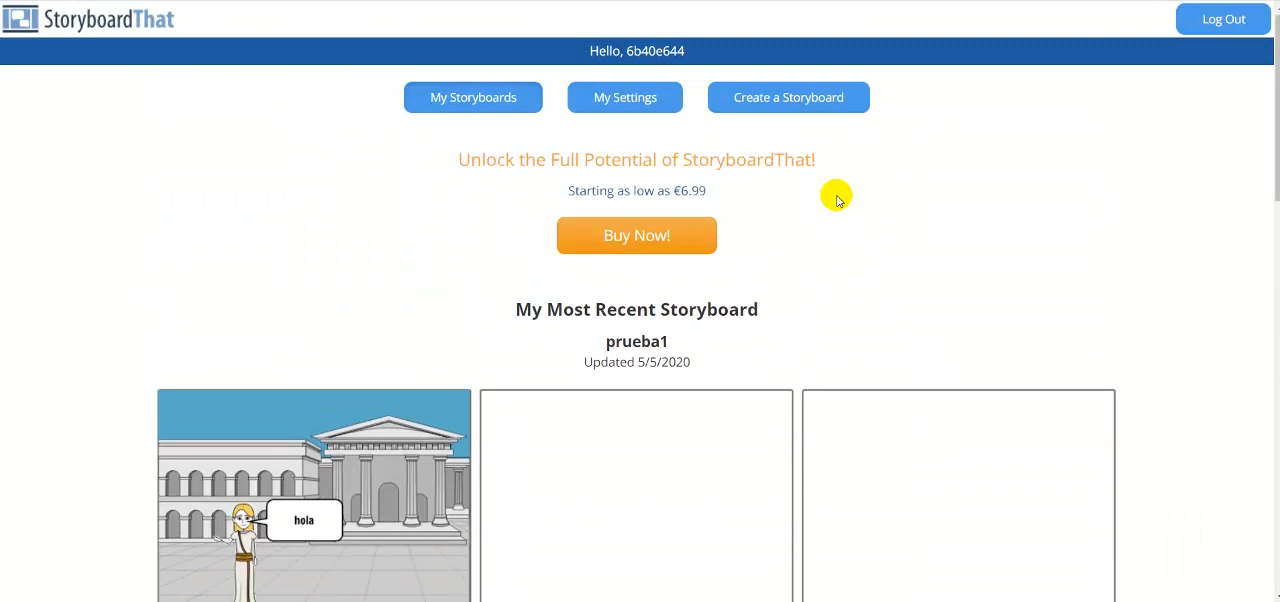 StoryboardThat
Log Out
Hello, 6b40e644
My Storyboards
My Settings
Create a Storyboard
Unlock the Full Potential of StoryboardThat!
Starting as low as €6.99
Buy Now!
My Most Recent Storyboard
prueba1
Updated 5/5/2020
hola